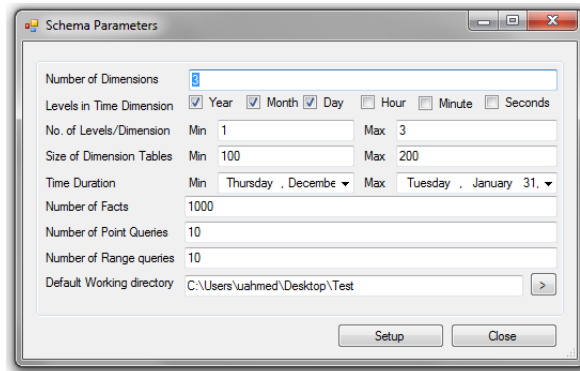 Schema Parameters
Number of Dimensions 3
Levels in Time Dimension Year Month Day Hour Minute Seconds
No. of Levels/Dimension Min 1 Max 3
Size of Dimension Tables Min 100 Max 200
Time Duration Min Thursday , Decembe Max Tuesday , January 31,
Number of Facts 1000
Number of Point Queries 10
Number of Range queries 10
Default Working directory C:\Users\uahmed\Desktop\Test >
Setup Close